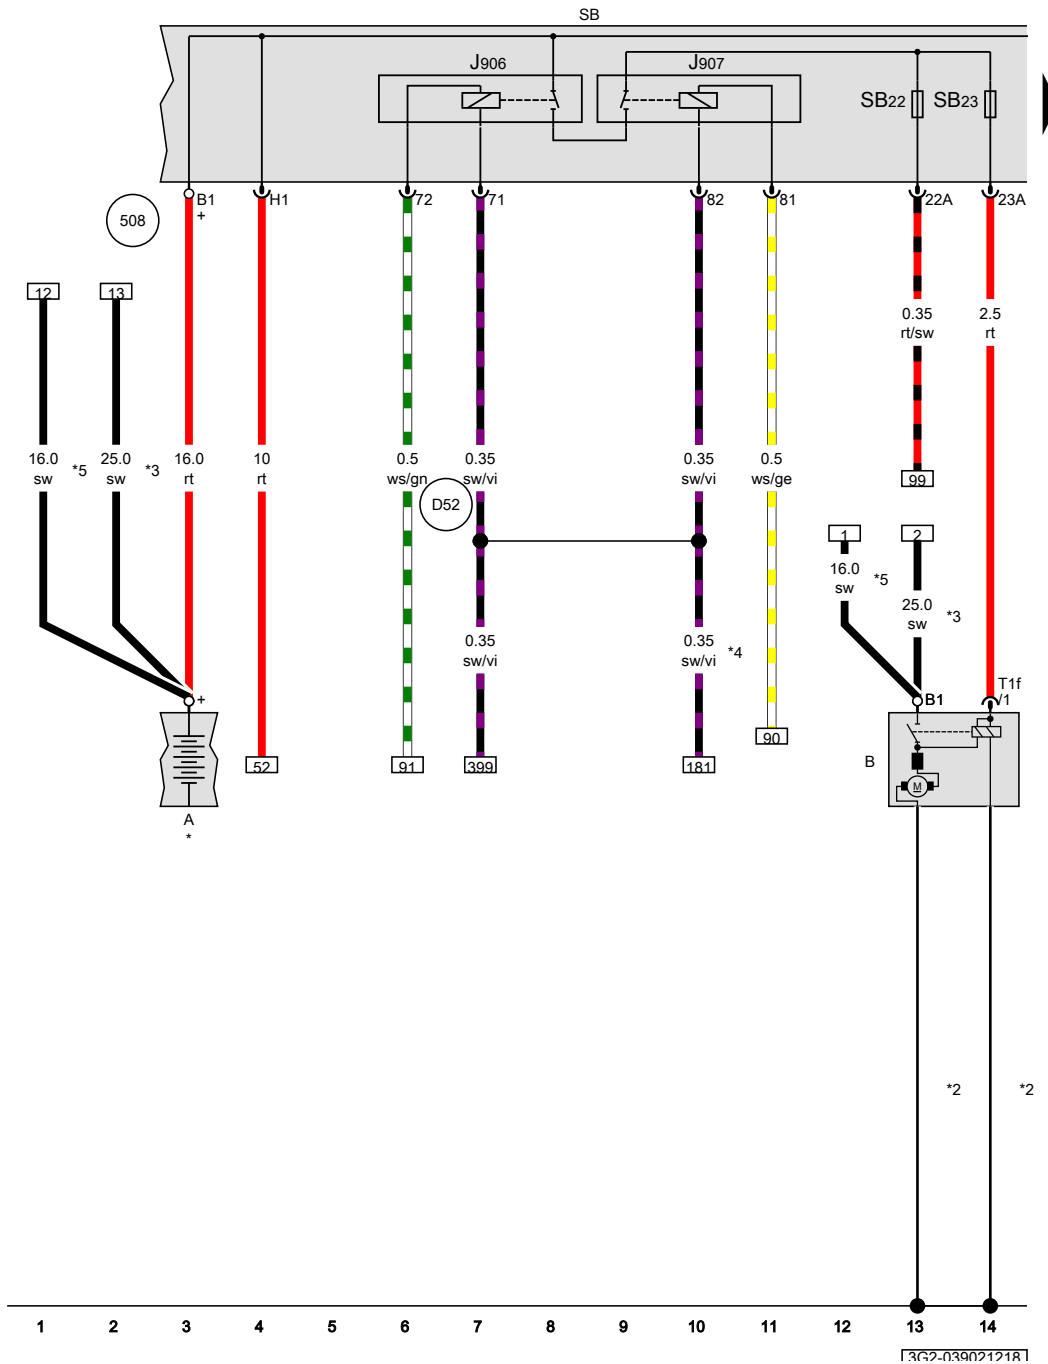 SB
J906
J907
SB22
SB23
B1
+
H1
72
71
82
81
22A
23A
508
12
13
0.35
rt/sw
2.5
rt
16.0
sw
*5
25.0
sw
*3
16.0
rt
10
rt
0.5
ws/gn
0.35
sw/vi
0.35
sw/vi
0.5
ws/ge
99
D52
1
2
16.0
sw
*5
25.0
sw
*3
0.35
sw/vi
0.35
sw/vi
*4
+
B1
T1f
/1
52
91
399
181
90
B
M
A
*
*2
*2
1 2 3 4 5 6 7 8 9 10 11 12 13 14
3G2-039021218